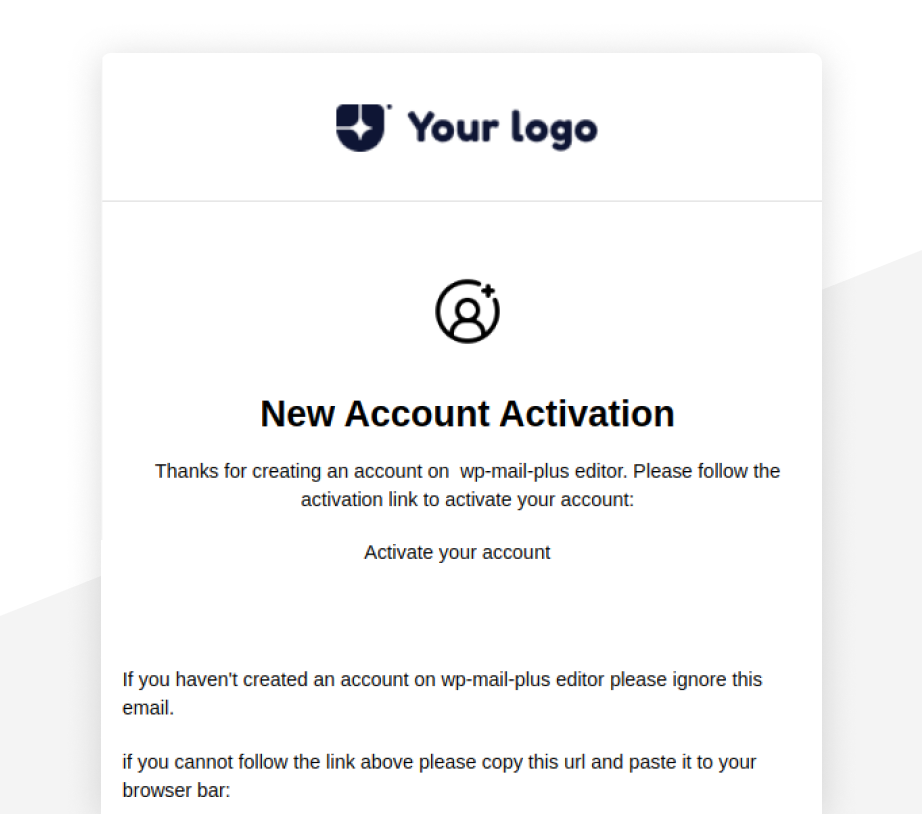 Your logo
New Account Activation
Thanks for creating an account on  wp-mail-plus editor. Please follow the
activation link to activate your account:
Activate your account
If you haven't created an account on wp-mail-plus editor please ignore this
email.
if you cannot follow the link above please copy this url and paste it to your
browser bar: